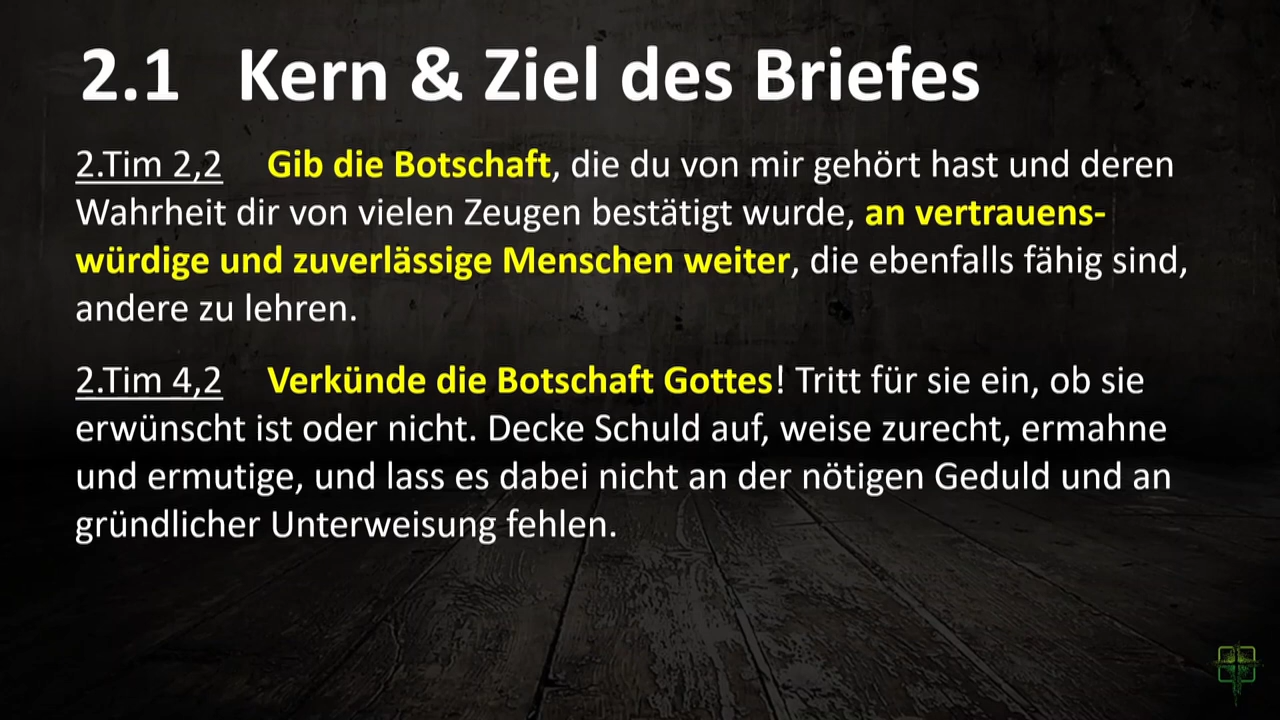 2.1 Kern & Ziel des Briefes
2.Tim 2,2 Gib die Botschaft, die du von mir gehört hast und deren
Wahrheit dir von vielen Zeugen bestätigt wurde, an vertrauens-
würdige und zuverlässige Menschen weiter, die ebenfalls fähig sind,
andere zu lehren.
2.Tim 4,2 Verkünde die Botschaft Gottes! Tritt für sie ein, ob sie
erwünscht ist oder nicht. Decke Schuld auf, weise zurecht, ermahne
und ermutige, und lass es dabei nicht an der nötigen Geduld und an
gründlicher Unterweisung fehlen.